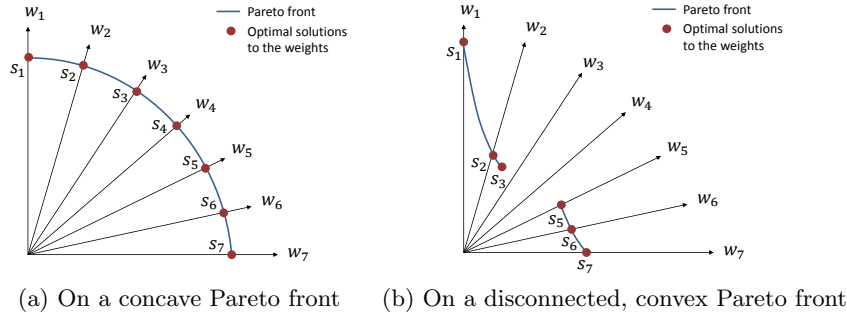 w1
Pareto front
Optimal solutions
to the weights
w2
w3
w4
w5
w6
w7
s1
s2
s3
s4
s5
s6
s7
(a) On a concave Pareto front
w1
Pareto front
Optimal solutions
to the weights
w2
w3
w4
w5
w6
w7
s1
s2
s3
s5
s6
s7
(b) On a disconnected, convex Pareto front